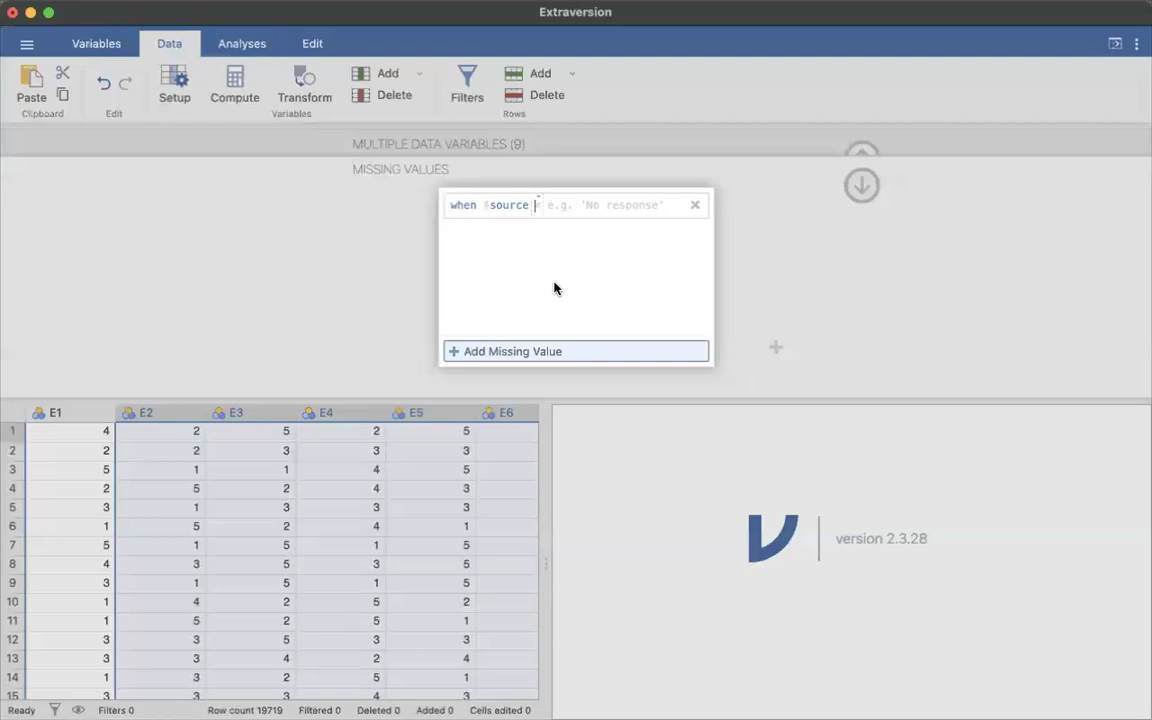 Extraversion
Variables Data Analyses Edit
Paste Setup Compute Transform Add Delete Filters Add Delete
Clipboard Edit Variables Rows
MULTIPLE DATA VARIABLES (9)
MISSING VALUES
when $source e.g. 'No response'
Add Missing Value
E1 E2 E3 E4 E5 E6
1 4 2 5 2 5
2 2 2 3 3 3
3 5 1 1 4 5
4 2 5 2 4 3
5 3 1 3 3 3
6 1 5 2 4 1
7 5 1 5 1 5
8 4 3 5 3 5
9 3 1 5 1 5
10 1 4 2 5 2
11 1 5 2 5 1
12 3 3 5 3 3
13 3 3 4 2 4
14 1 3 2 5 1
15 3 3 3 4 3
version 2.3.28
Ready Filters 0 Row count 19719 Filtered 0 Deleted 0 Added 0 Cells edited 0